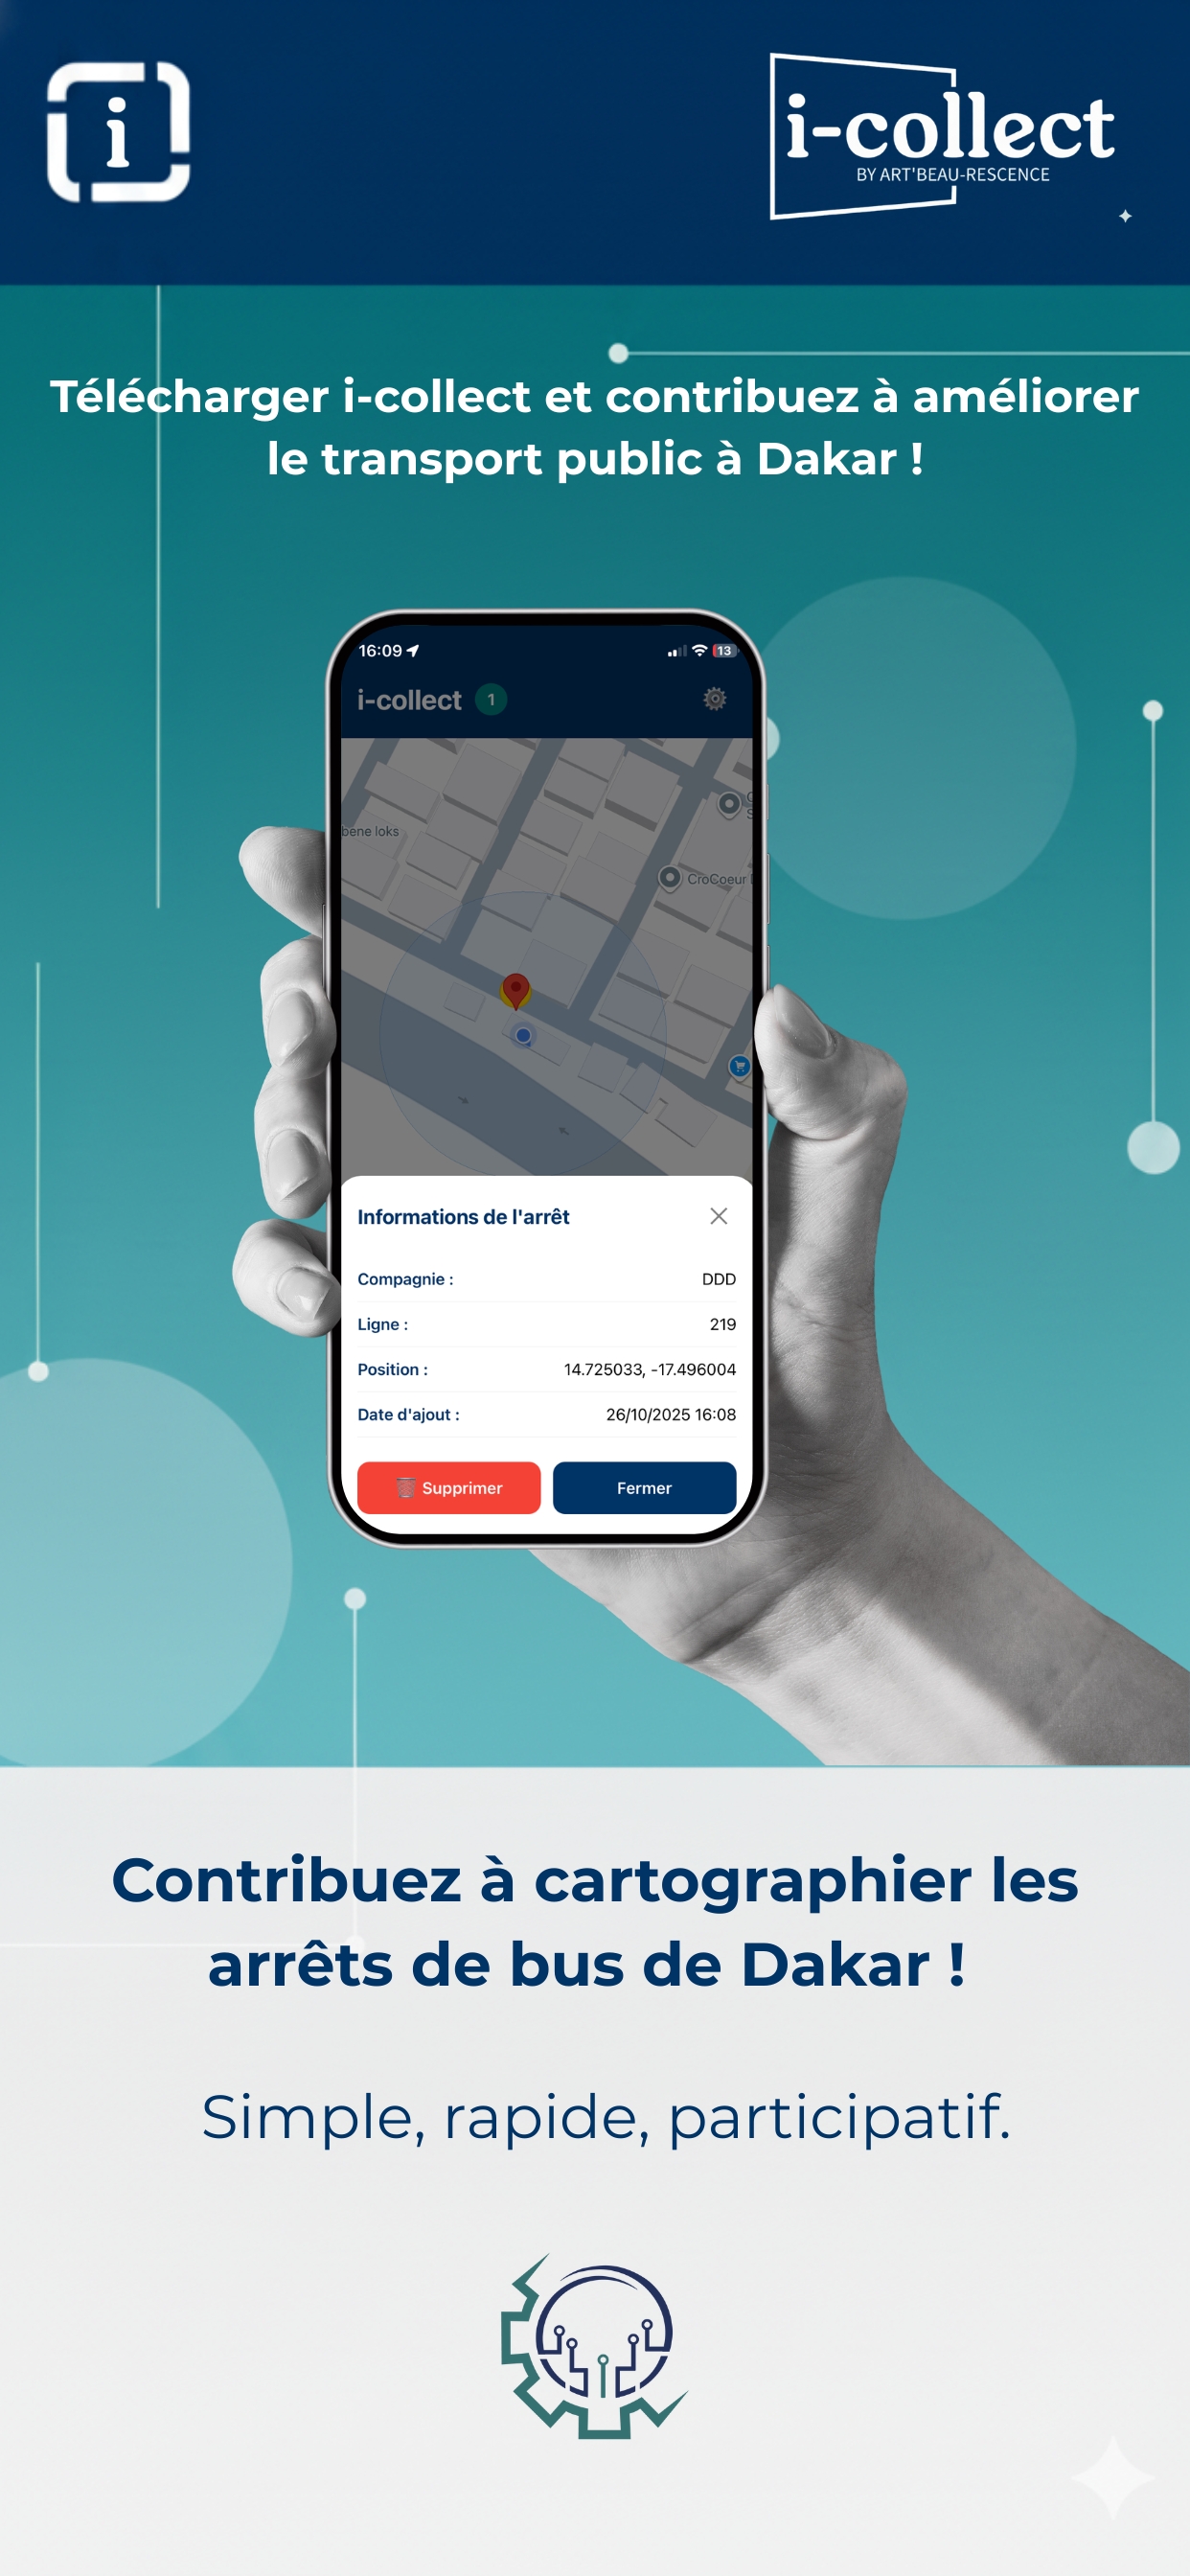 i
i-collect
BY ART'BEAU-RESCENCE
Télécharger i-collect et contribuez à améliorer
le transport public à Dakar !
16:09
13
i-collect 1
bene loks
CroCoeur
Informations de l'arrêt
Compagnie : DDD
Ligne : 219
Position : 14.725033, -17.496004
Date d'ajout : 26/10/2025 16:08
Supprimer
Fermer
Contribuez à cartographier les
arrêts de bus de Dakar !
Simple, rapide, participatif.